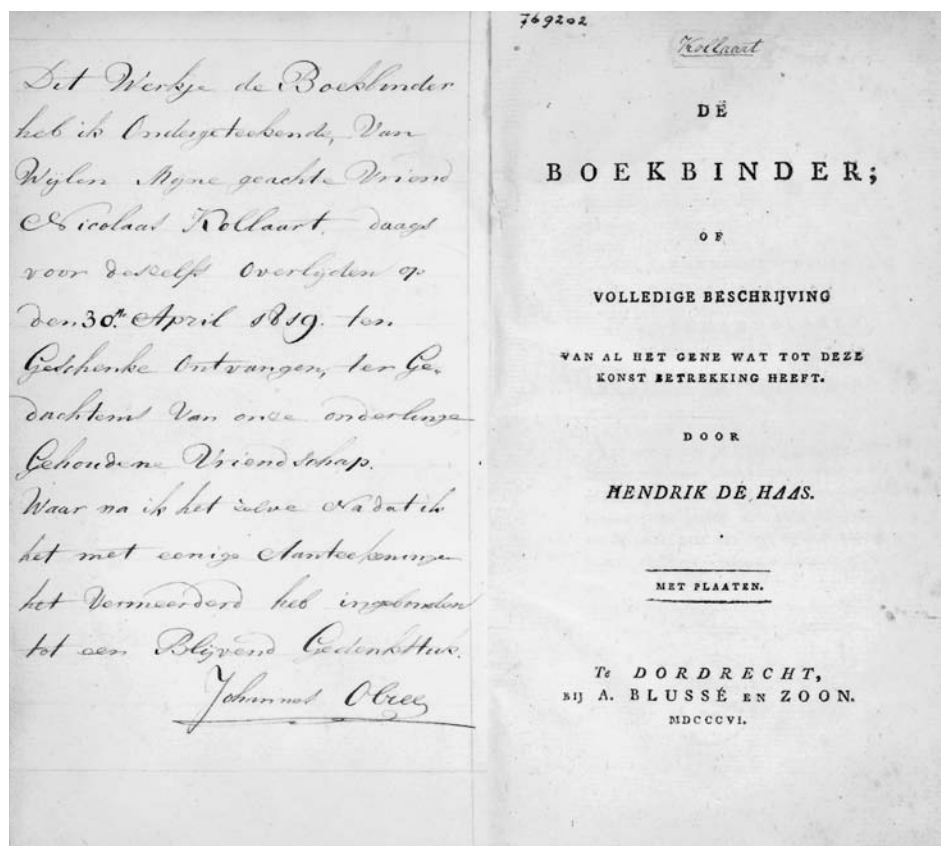 Dit Werkje de Boekbinder
heb ik Ondergeteekende, Van
Wijlen Mijne geachte Vriend
Nicolaas Kollaart, daags
voor deszelfs Overlijden op
den 30.n April 1819. ten
Geschenke Ontvangen, ter Ge-
dachtenis Van onze onderlinge
Gehoudene Vriendschap.
Waar na ik het zelve Nadat ik
het met eenige Aanteekeninge
het Vermeerderd heb ingebonden
tot een Blijvend Gedenkstuk.
Johannes Obree
769202
Kollaart
DE
BOEKBINDER;
OF
VOLLEDIGE BESCHRIJVING
VAN AL HET GENE WAT TOT DEZE
KONST BETREKKING HEEFT.
DOOR
HENDRIK DE HAAS.
MET PLAATEN.
Te DORDRECHT,
BIJ A. BLUSSÉ EN ZOON.
MDCCCVI.